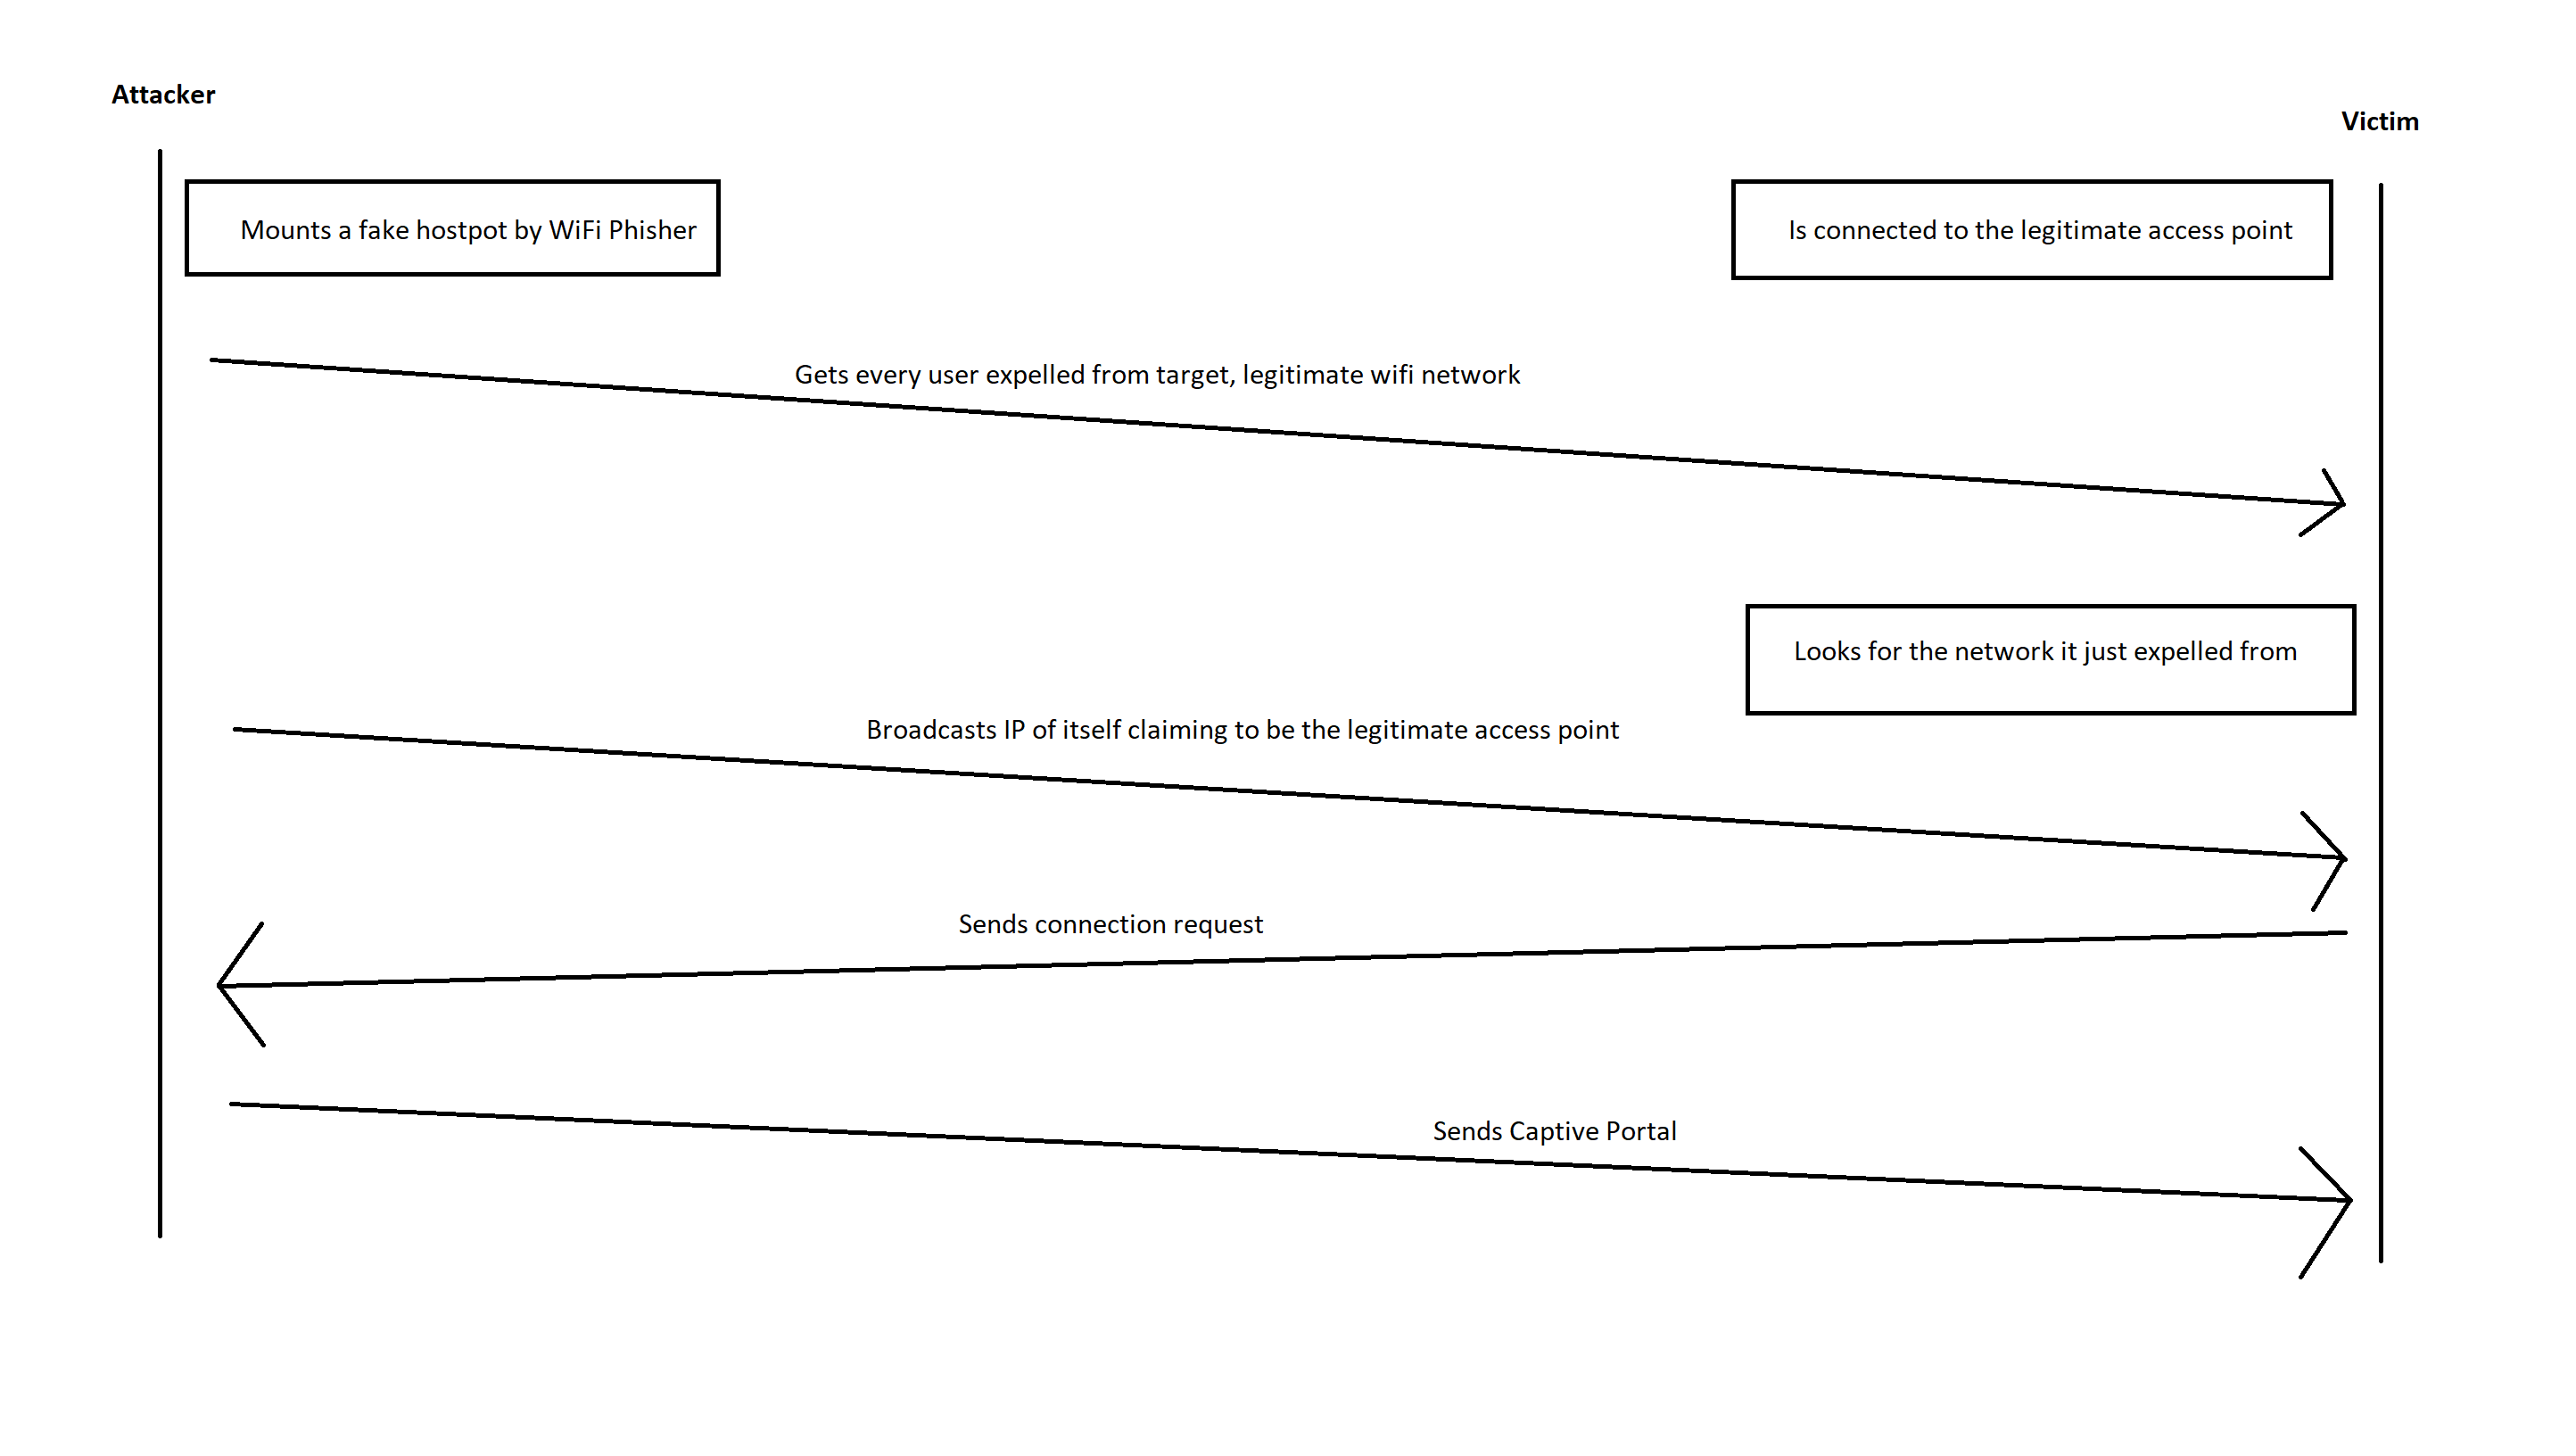 Attacker
Victim
Mounts a fake hostpot by WiFi Phisher
Is connected to the legitimate access point
Gets every user expelled from target, legitimate wifi network
Looks for the network it just expelled from
Broadcasts IP of itself claiming to be the legitimate access point
Sends connection request
Sends Captive Portal